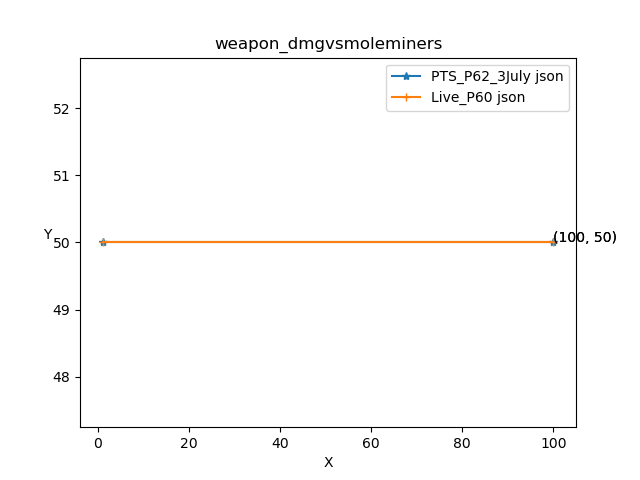 weapon_dmgvsmoleminers
PTS_P62_3July json
Live_P60 json
52
51
Y
50
(100, 50)
49
48
0 20 40 60 80 100
X